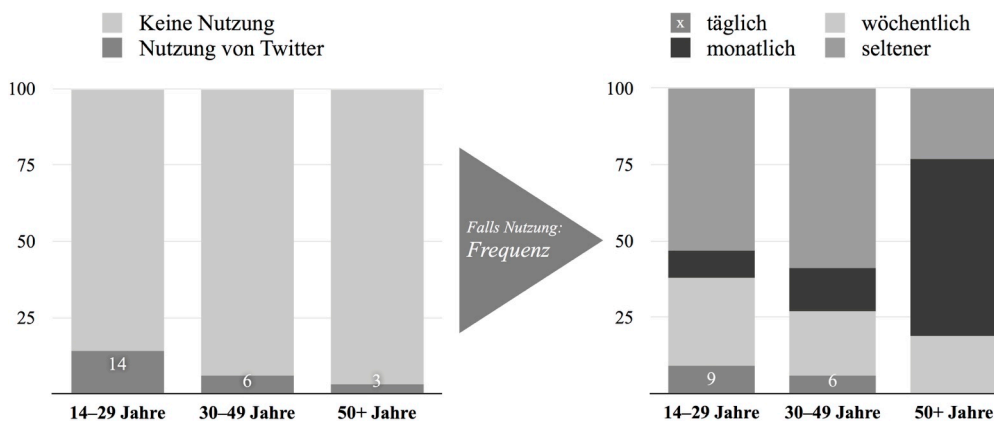 Keine Nutzung
Nutzung von Twitter
100
75
50
25
14
6
3
14–29 Jahre 30–49 Jahre 50+ Jahre
Falls Nutzung:
Frequenz
x täglich wöchentlich
monatlich seltener
100
75
50
25
9
6
14–29 Jahre 30–49 Jahre 50+ Jahre